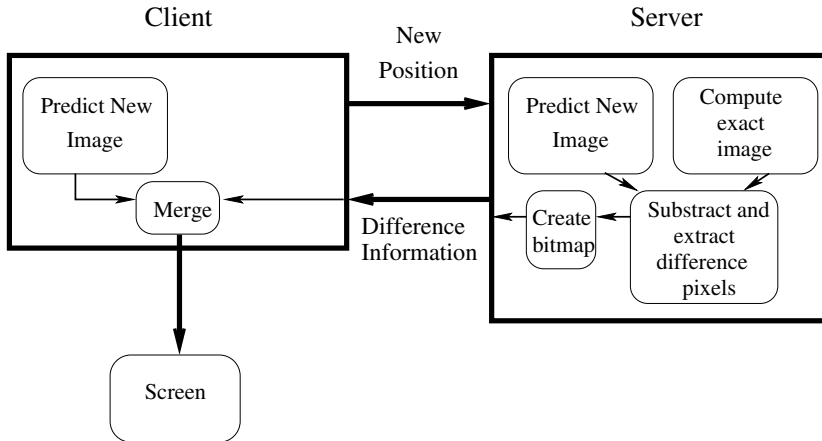 Client
Server
New
Position
Predict New
Image
Merge
Difference
Information
Predict New
Image
Compute
exact
image
Create
bitmap
Substract and
extract
difference
pixels
Screen